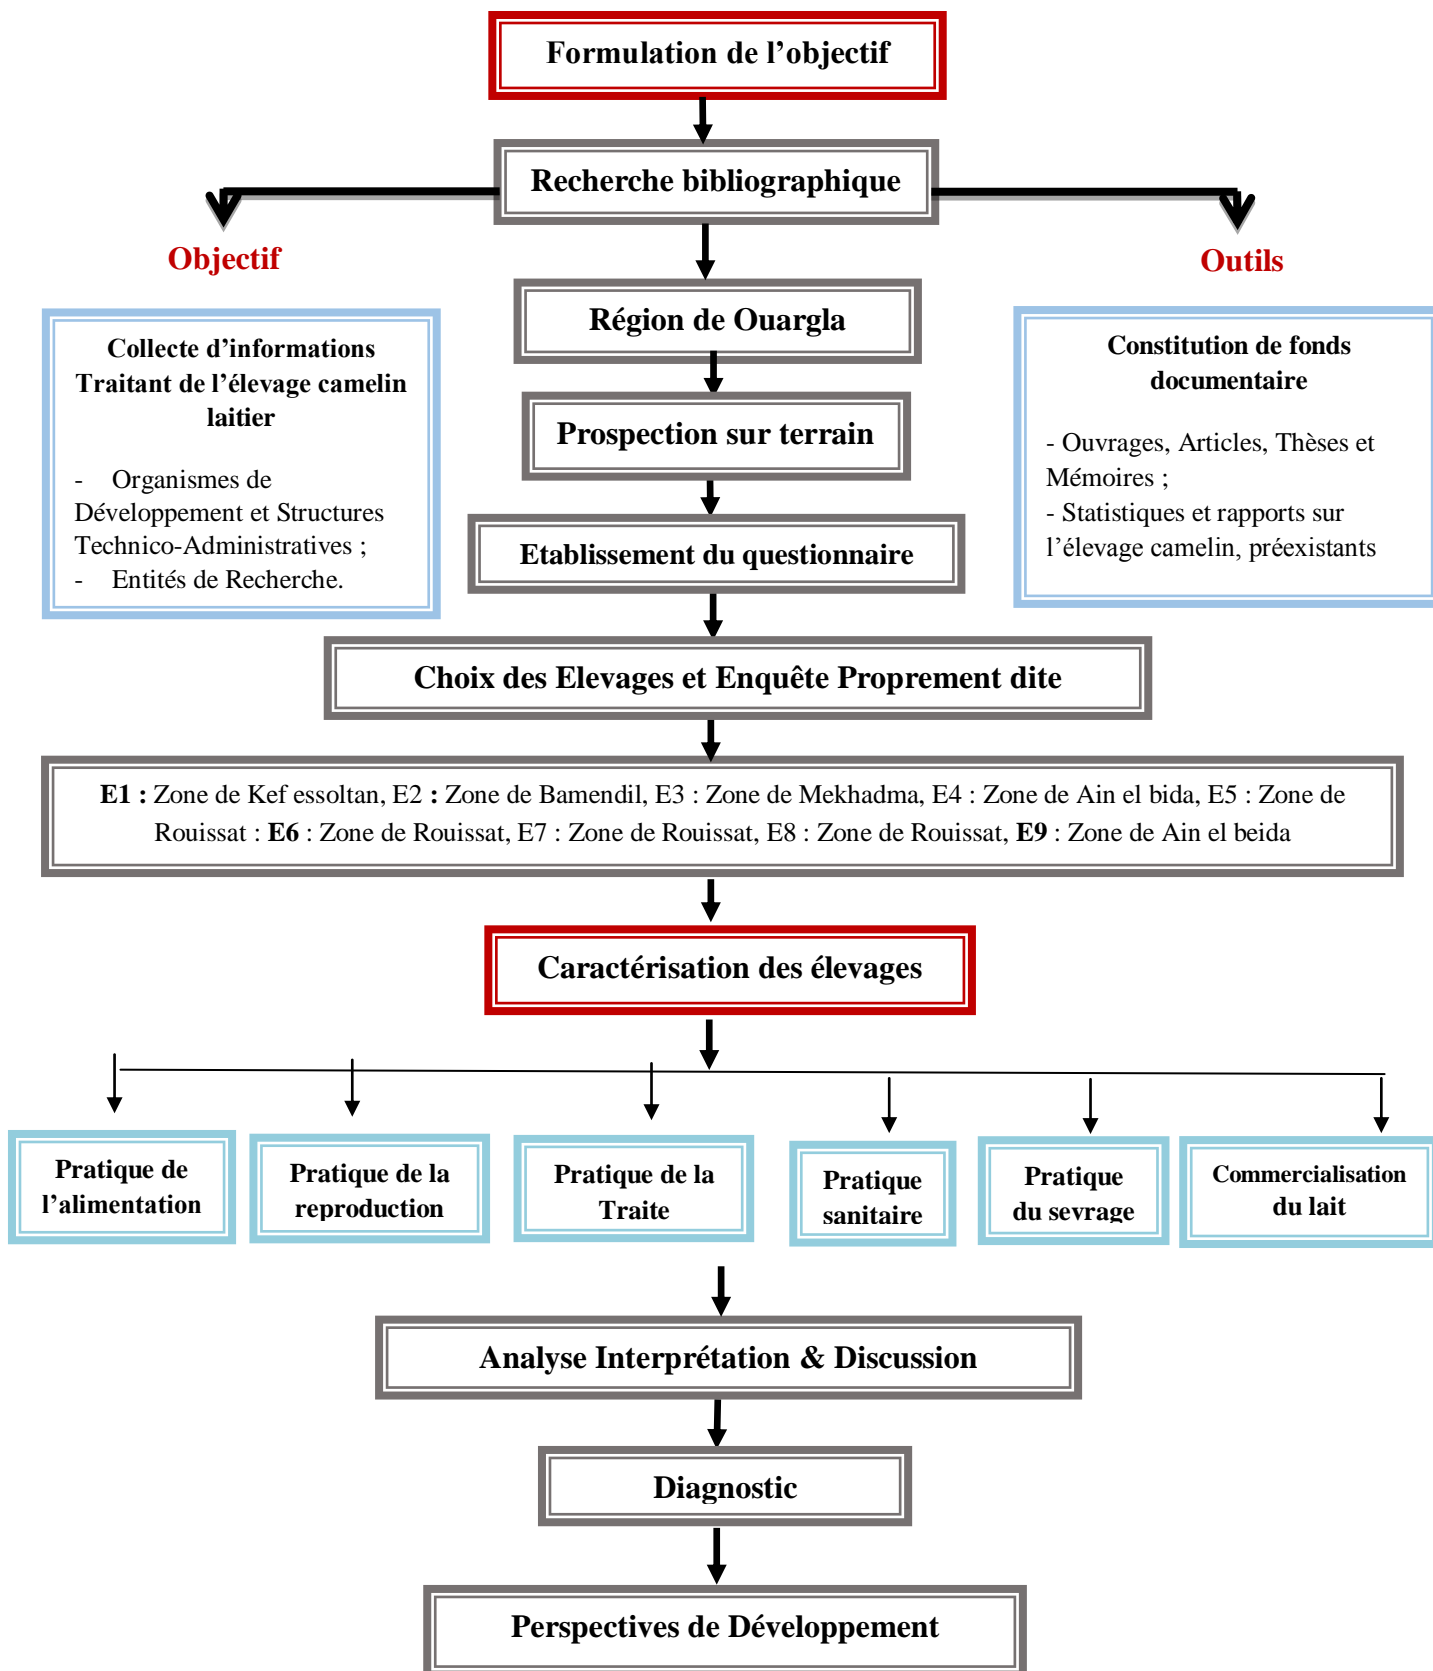 Formulation de l’objectif
Recherche bibliographique
Objectif
Outils
Région de Ouargla
Collecte d’informations
Traitant de l’élevage camelin
laitier
- Organismes de
Développement et Structures
Technico-Administratives ;
- Entités de Recherche.
Constitution de fonds
documentaire
- Ouvrages, Articles, Thèses et
Mémoires ;
- Statistiques et rapports sur
l’élevage camelin, préexistants
Prospection sur terrain
Etablissement du questionnaire
Choix des Elevages et Enquête Proprement dite
E1 : Zone de Kef essoltan, E2 : Zone de Bamendil, E3 : Zone de Mekhadma, E4 : Zone de Ain el bida, E5 : Zone de
Rouissat : E6 : Zone de Rouissat, E7 : Zone de Rouissat, E8 : Zone de Rouissat, E9 : Zone de Ain el beida
Caractérisation des élevages
Pratique de
l’alimentation
Pratique de la
reproduction
Pratique de la
Traite
Pratique
sanitaire
Pratique
du sevrage
Commercialisation
du lait
Analyse Interprétation & Discussion
Diagnostic
Perspectives de Développement